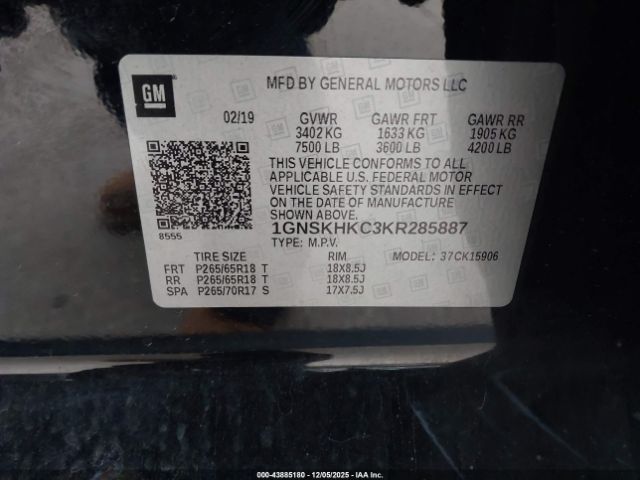 GM
MFD BY GENERAL MOTORS LLC
02/19 GVWR GAWR FRT GAWR RR
3402 KG 1633 KG 1905 KG
7500 LB 3600 LB 4200 LB
THIS VEHICLE CONFORMS TO ALL
APPLICABLE U.S. FEDERAL MOTOR
VEHICLE SAFETY STANDARDS IN EFFECT
ON THE DATE OF MANUFACTURE
SHOWN ABOVE.
8555
1GNSKHKC3KR285887
TYPE: M.P.V. MODEL: 37CK15906
TIRE SIZE RIM
FRT P265/65R18 T 18X8.5J
RR P265/65R18 T 18X8.5J
SPA P265/70R17 S 17X7.5J
000-43885180 - 12/05/2025 - IAA Inc.